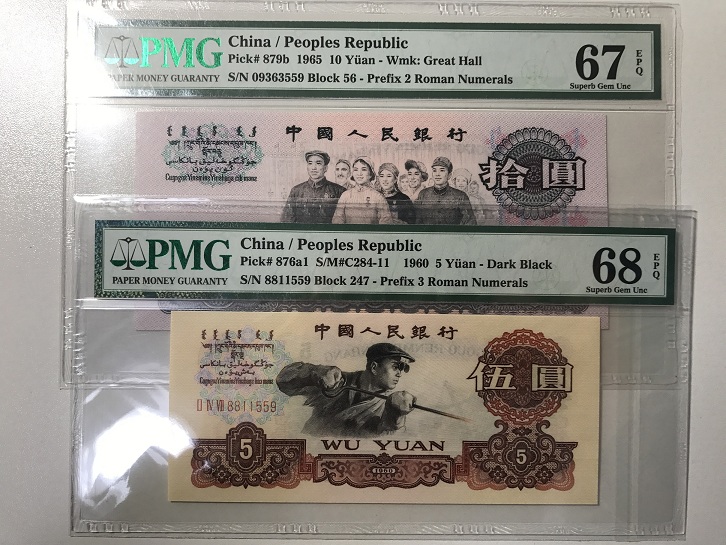 PMG
PAPER MONEY GUARANTY
China / Peoples Republic
Pick# 879b 1965 10 Yüan - Wmk: Great Hall
S/N 09363559 Block 56 - Prefix 2 Roman Numerals
67 EPQ
Superb Gem Unc
中國人民銀行
拾圓
PMG
PAPER MONEY GUARANTY
China / Peoples Republic
Pick# 876a1 S/M#C284-11 1960 5 Yüan - Dark Black
S/N 8811559 Block 247 - Prefix 3 Roman Numerals
68 EPQ
Superb Gem Unc
中國人民銀行
伍圓
8811559
WU YUAN
5
1960
5